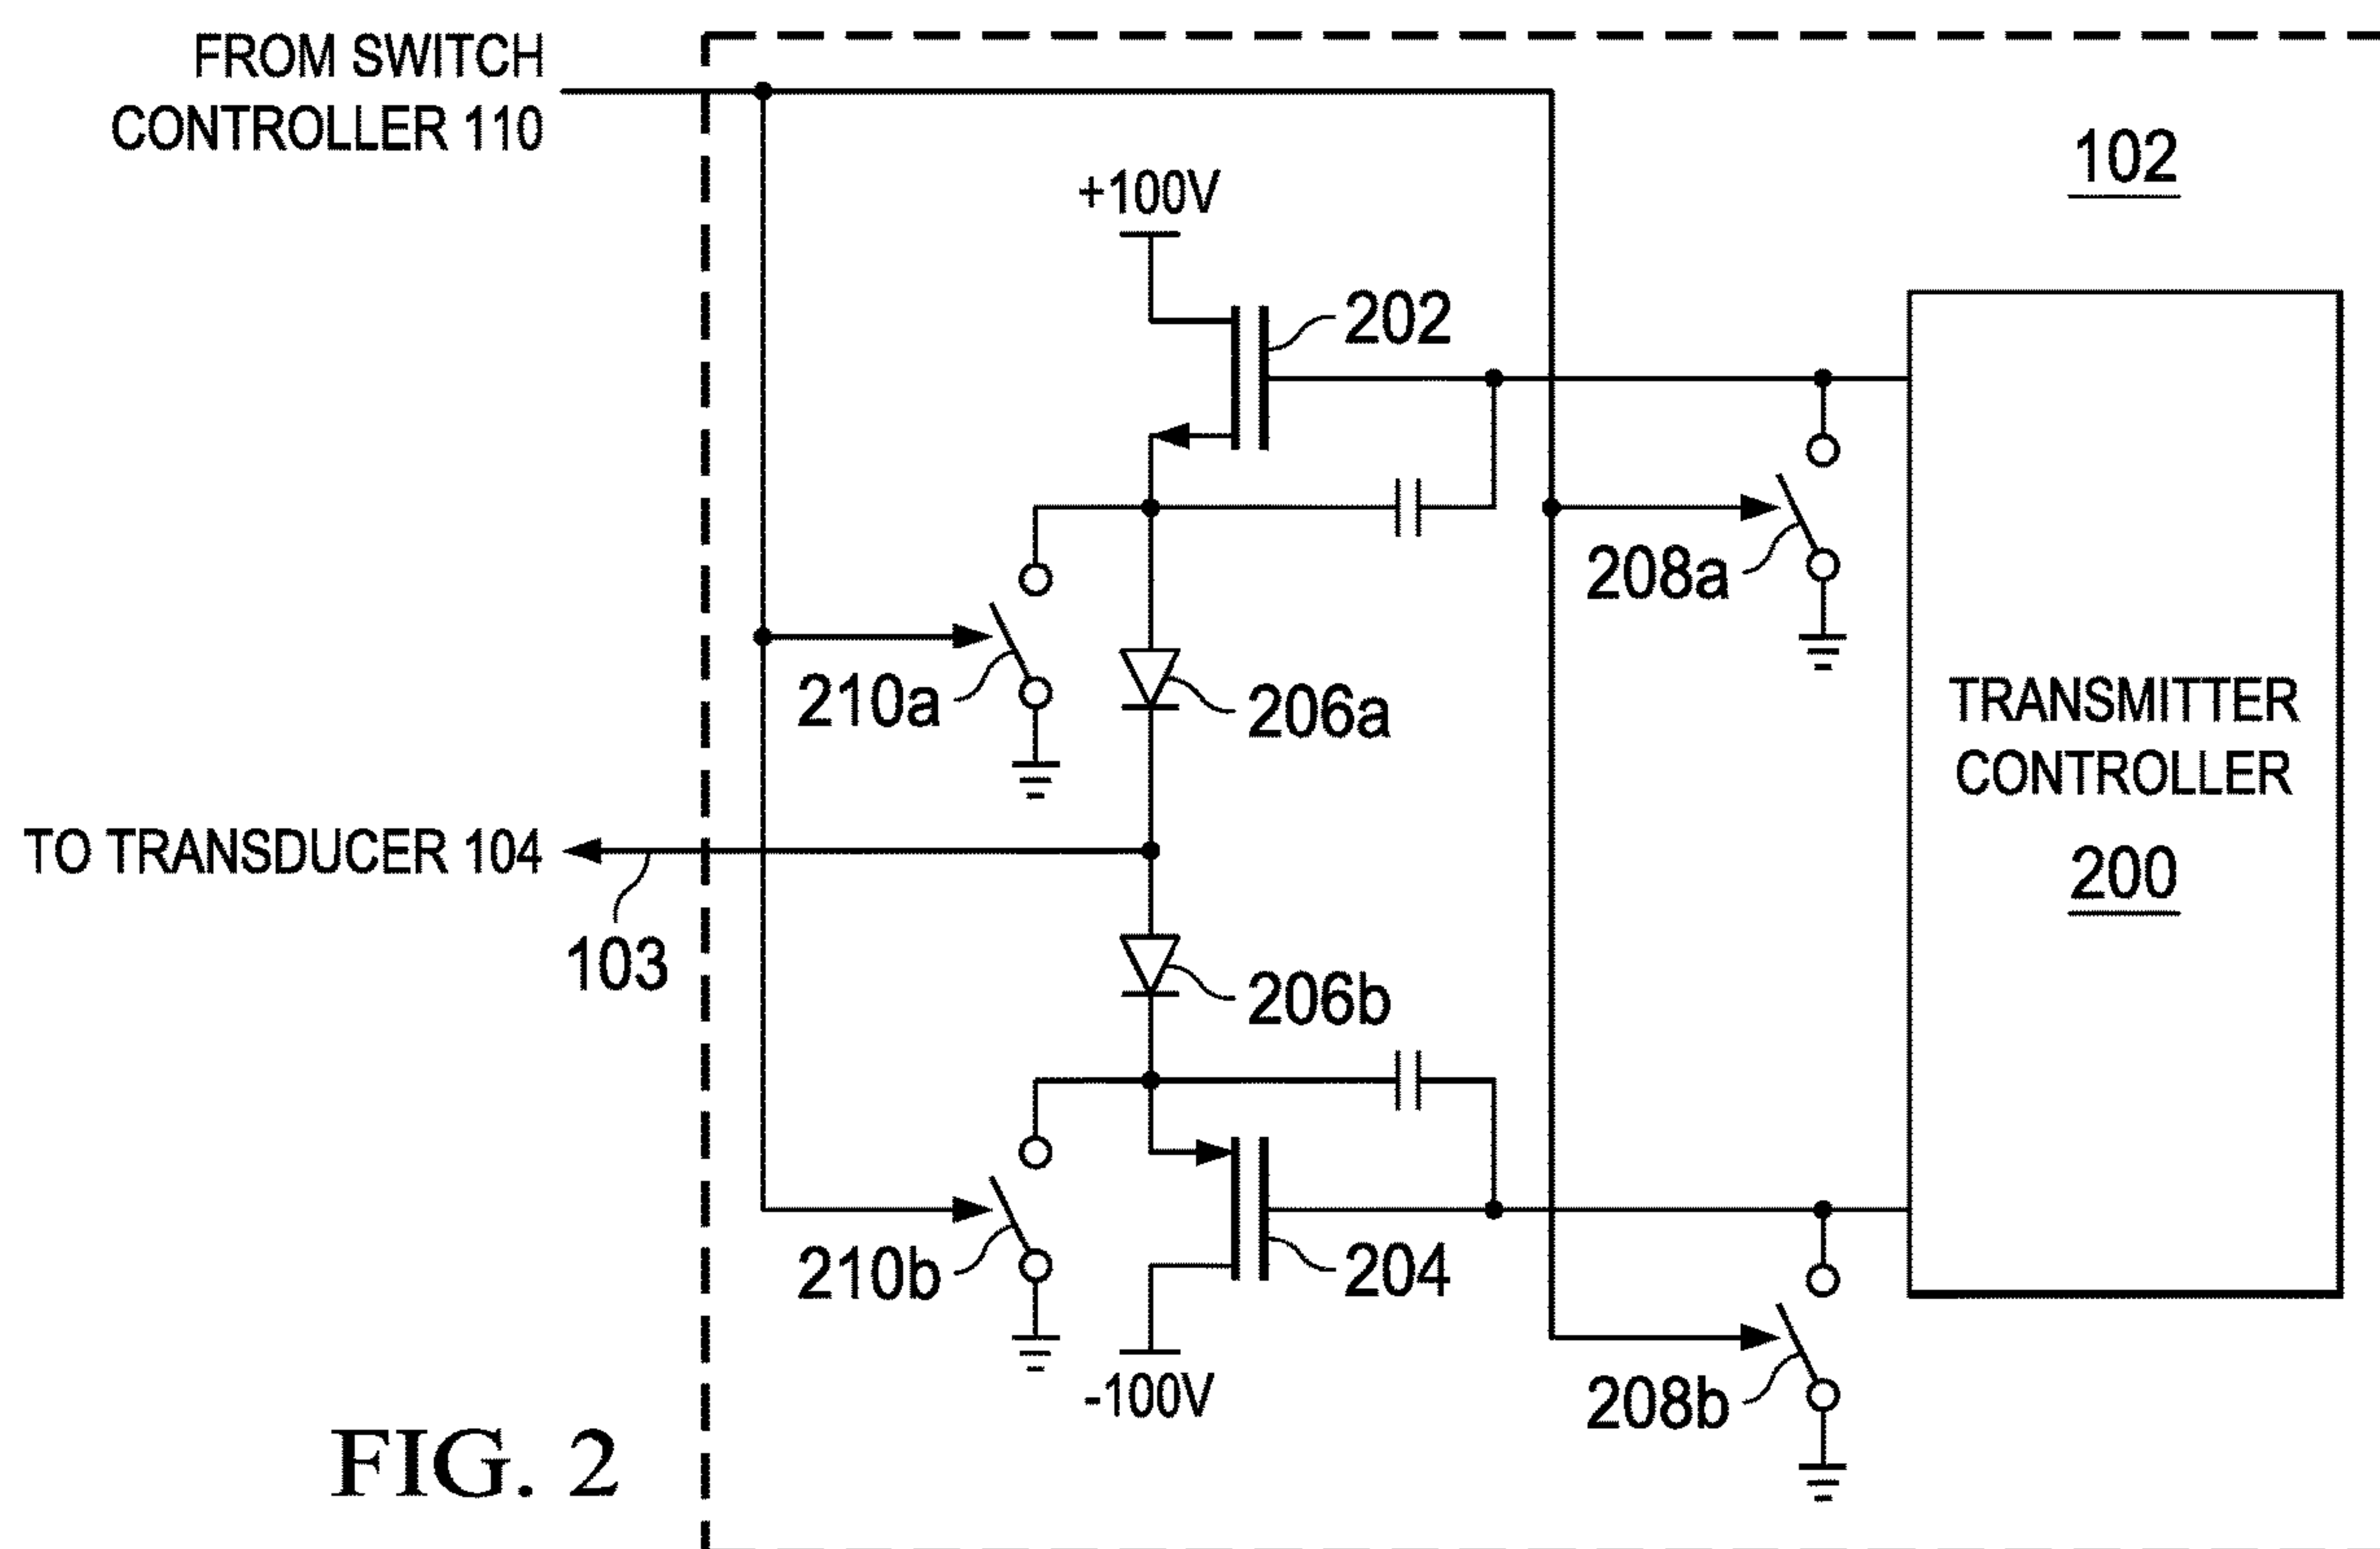 FROM SWITCH
CONTROLLER 110
102
+100V
202
208a
210a
206a
TRANSMITTER
CONTROLLER
200
TO TRANSDUCER 104
103
206b
210b
204
-100V
208b
FIG. 2